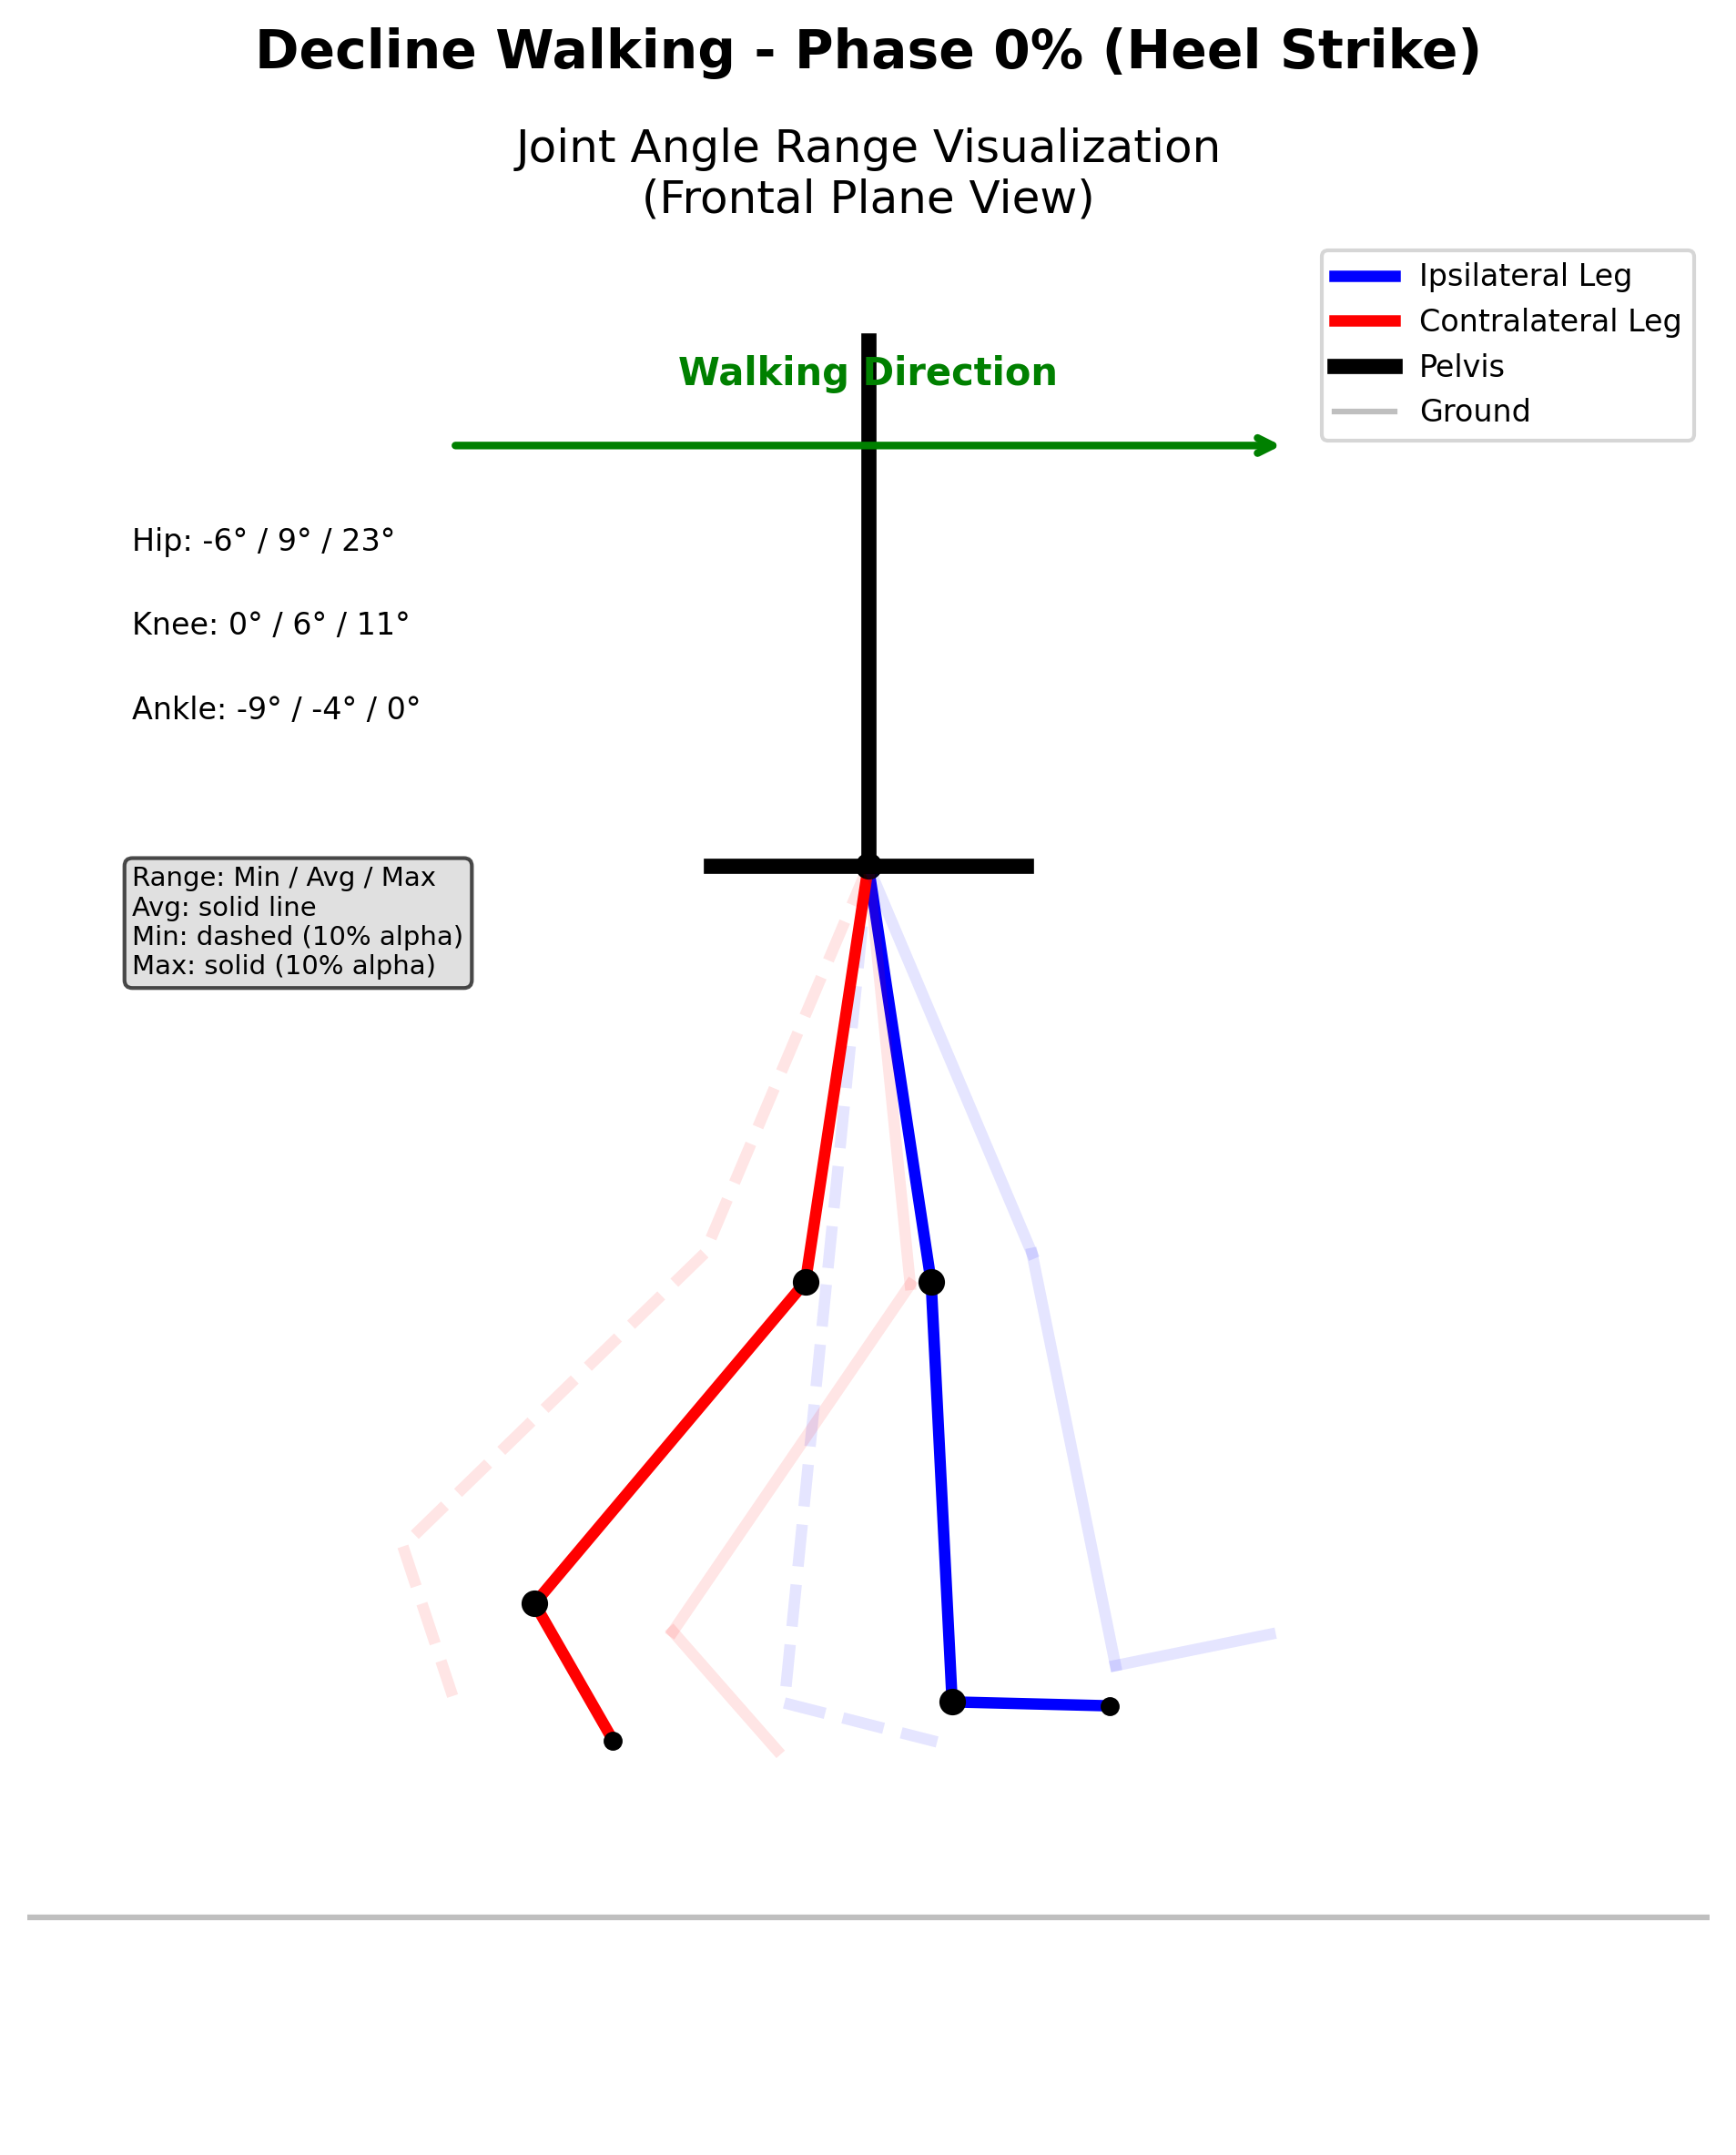 Decline Walking - Phase 0% (Heel Strike)
Joint Angle Range Visualization
(Frontal Plane View)
Ipsilateral Leg
Contralateral Leg
Pelvis
Ground
Walking Direction
Hip: -6° / 9° / 23°
Knee: 0° / 6° / 11°
Ankle: -9° / -4° / 0°
Range: Min / Avg / Max
Avg: solid line
Min: dashed (10% alpha)
Max: solid (10% alpha)